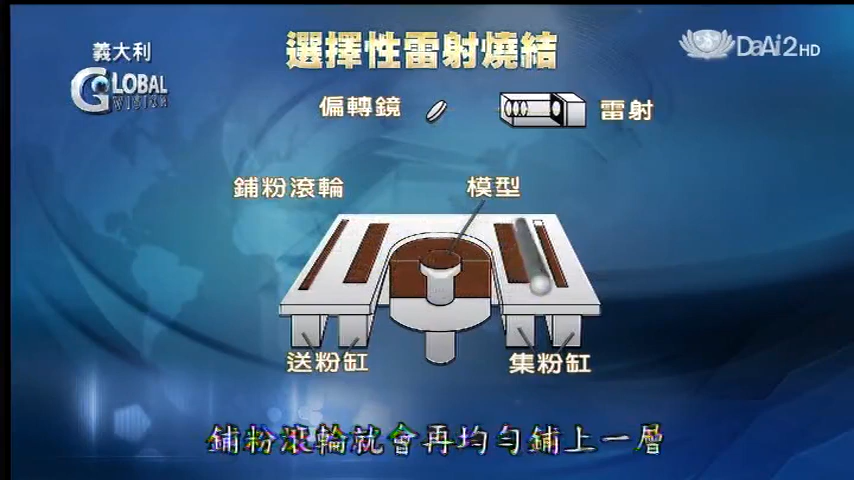 義大利
GLOBAL
VISION
選擇性雷射燒結
DaAi2HD
偏轉鏡
雷射
鋪粉滾輪
模型
送粉缸
集粉缸
鋪粉滾輪就會再均勻鋪上一層